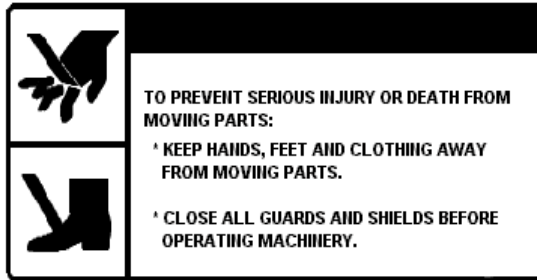 TO PREVENT SERIOUS INJURY OR DEATH FROM
MOVING PARTS:
* KEEP HANDS, FEET AND CLOTHING AWAY
FROM MOVING PARTS.
* CLOSE ALL GUARDS AND SHIELDS BEFORE
OPERATING MACHINERY.